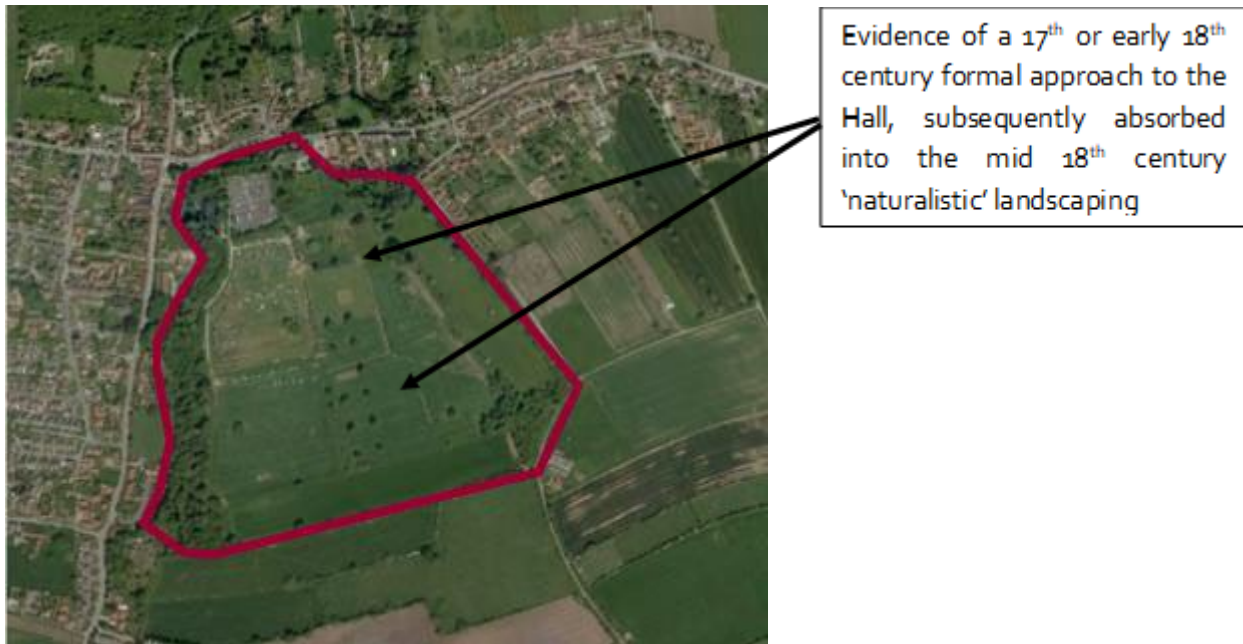 Evidence of a 17th or early 18th
century formal approach to the
Hall, subsequently absorbed
into the mid 18th century
‘naturalistic’ landscaping